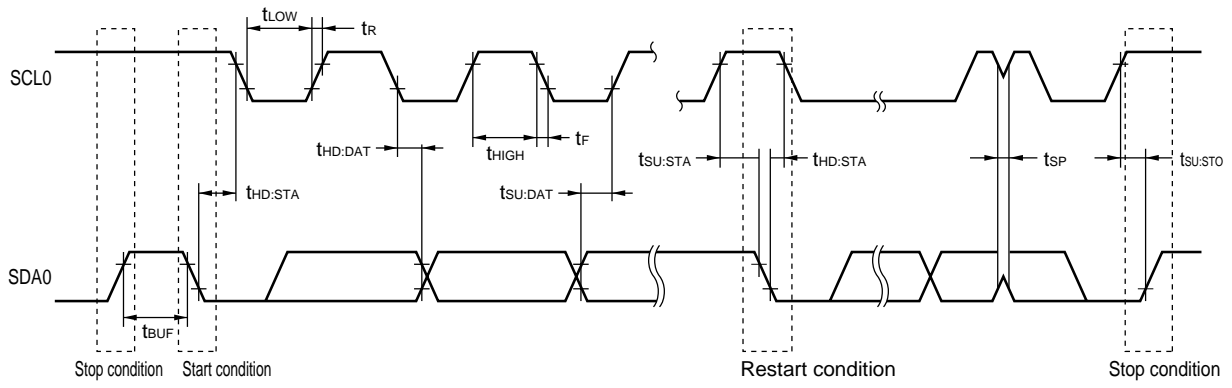 tLOW
tR
SCL0
tHD:DAT
tHIGH
tF
tSU:STA
tHD:STA
tSP
tSU:STO
tHD:STA
tSU:DAT
SDA0
tBUF
Stop condition
Start condition
Restart condition
Stop condition